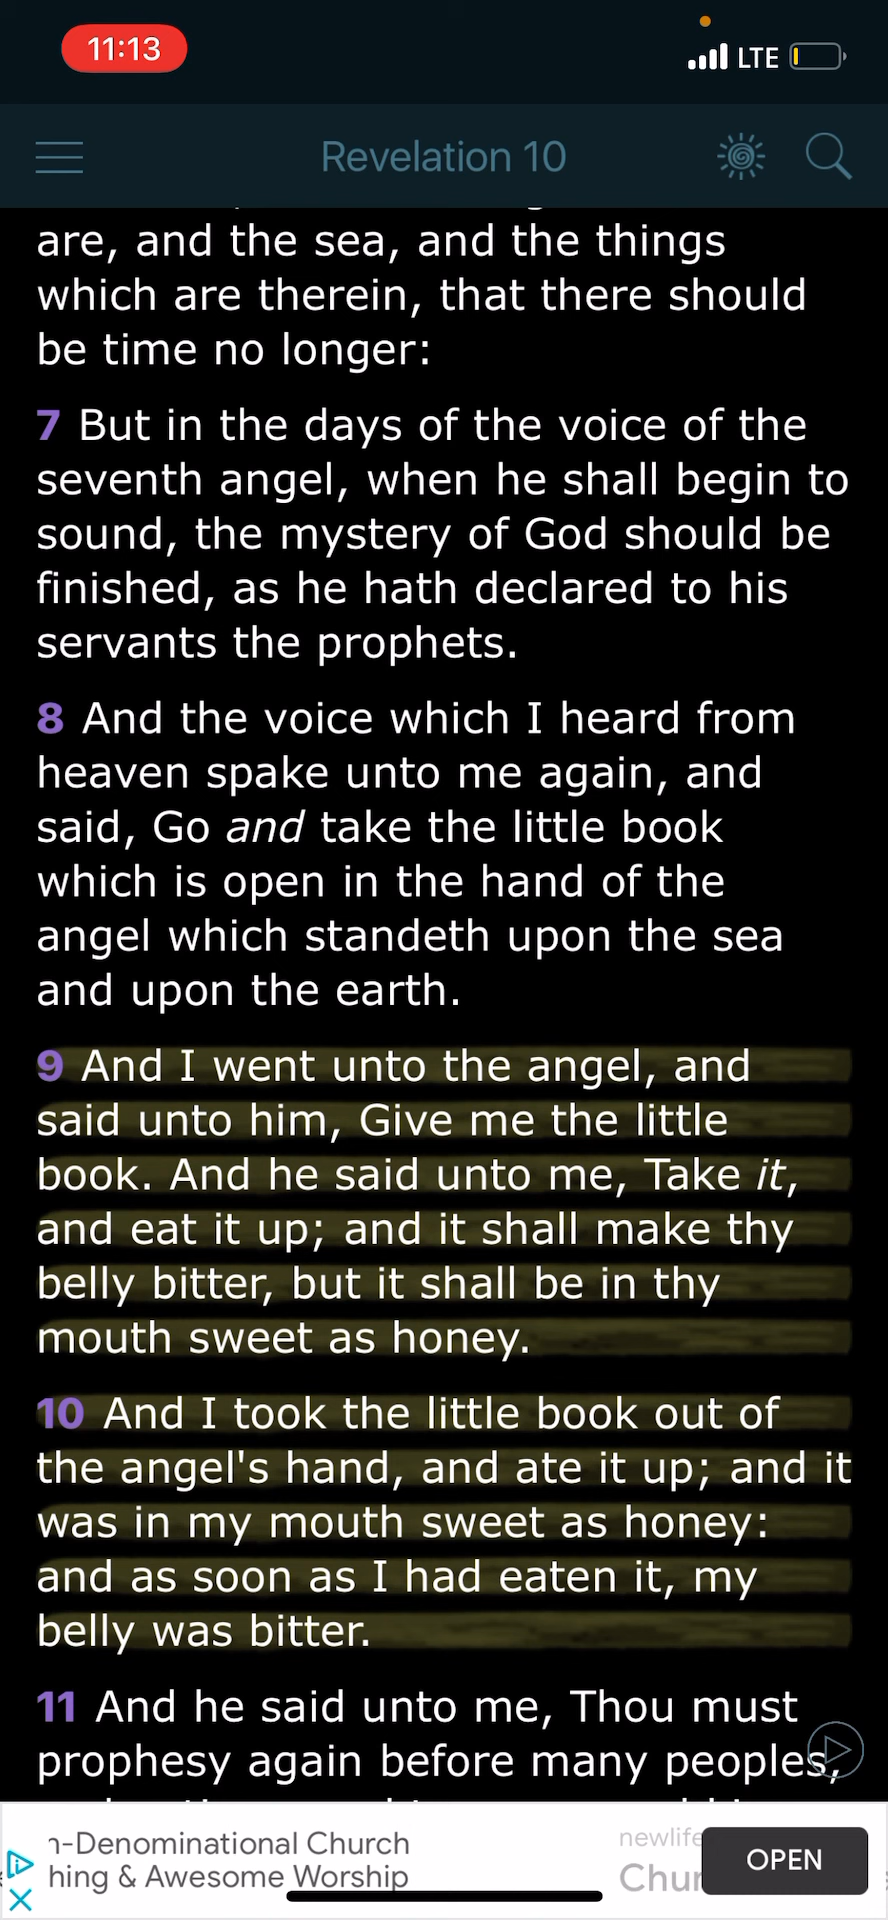 11:13
LTE
Revelation 10
are, and the sea, and the things
which are therein, that there should
be time no longer:
7 But in the days of the voice of the
seventh angel, when he shall begin to
sound, the mystery of God should be
finished, as he hath declared to his
servants the prophets.
8 And the voice which I heard from
heaven spake unto me again, and
said, Go and take the little book
which is open in the hand of the
angel which standeth upon the sea
and upon the earth.
9 And I went unto the angel, and
said unto him, Give me the little
book. And he said unto me, Take it,
and eat it up; and it shall make thy
belly bitter, but it shall be in thy
mouth sweet as honey.
10 And I took the little book out of
the angel's hand, and ate it up; and it
was in my mouth sweet as honey:
and as soon as I had eaten it, my
belly was bitter.
11 And he said unto me, Thou must
prophesy again before many peoples,
-Denominational Church
hing & Awesome Worship
newlife
Chur
OPEN